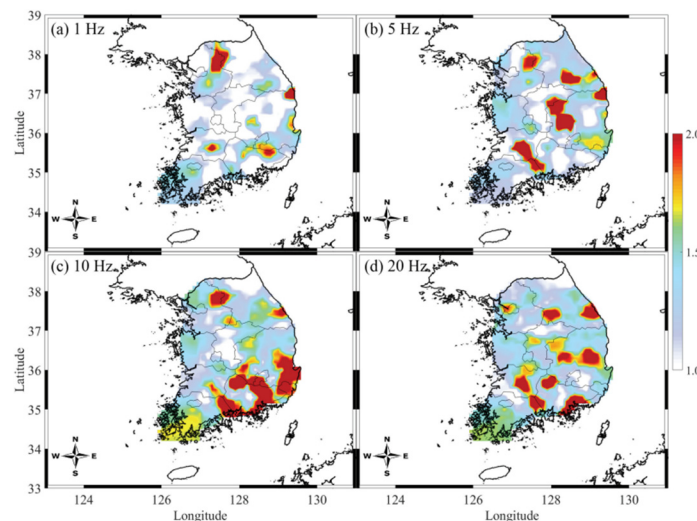 (a) 1 Hz
(b) 5 Hz
39
38
37
36
35
34
39
Latitude
N
W E
S
N
W E
S
2.0
1.5
1.0
(c) 10 Hz
(d) 20 Hz
38
37
36
35
34
33
Latitude
N
W E
S
N
W E
S
124 126 128 130
124 126 128 130
Longitude
Longitude